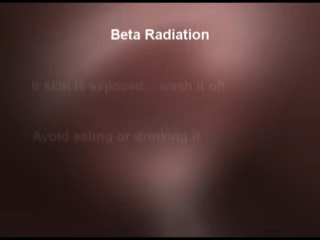 Beta Radiation
If skin is exposed... wash it off
Avoid eating or drinking it